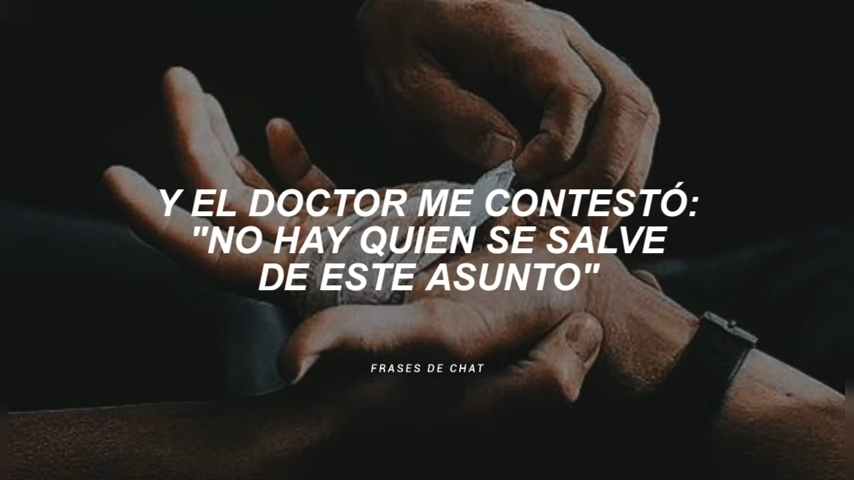 Y EL DOCTOR ME CONTESTÓ:
"NO HAY QUIEN SE SALVE
DE ESTE ASUNTO"
FRASES DE CHAT